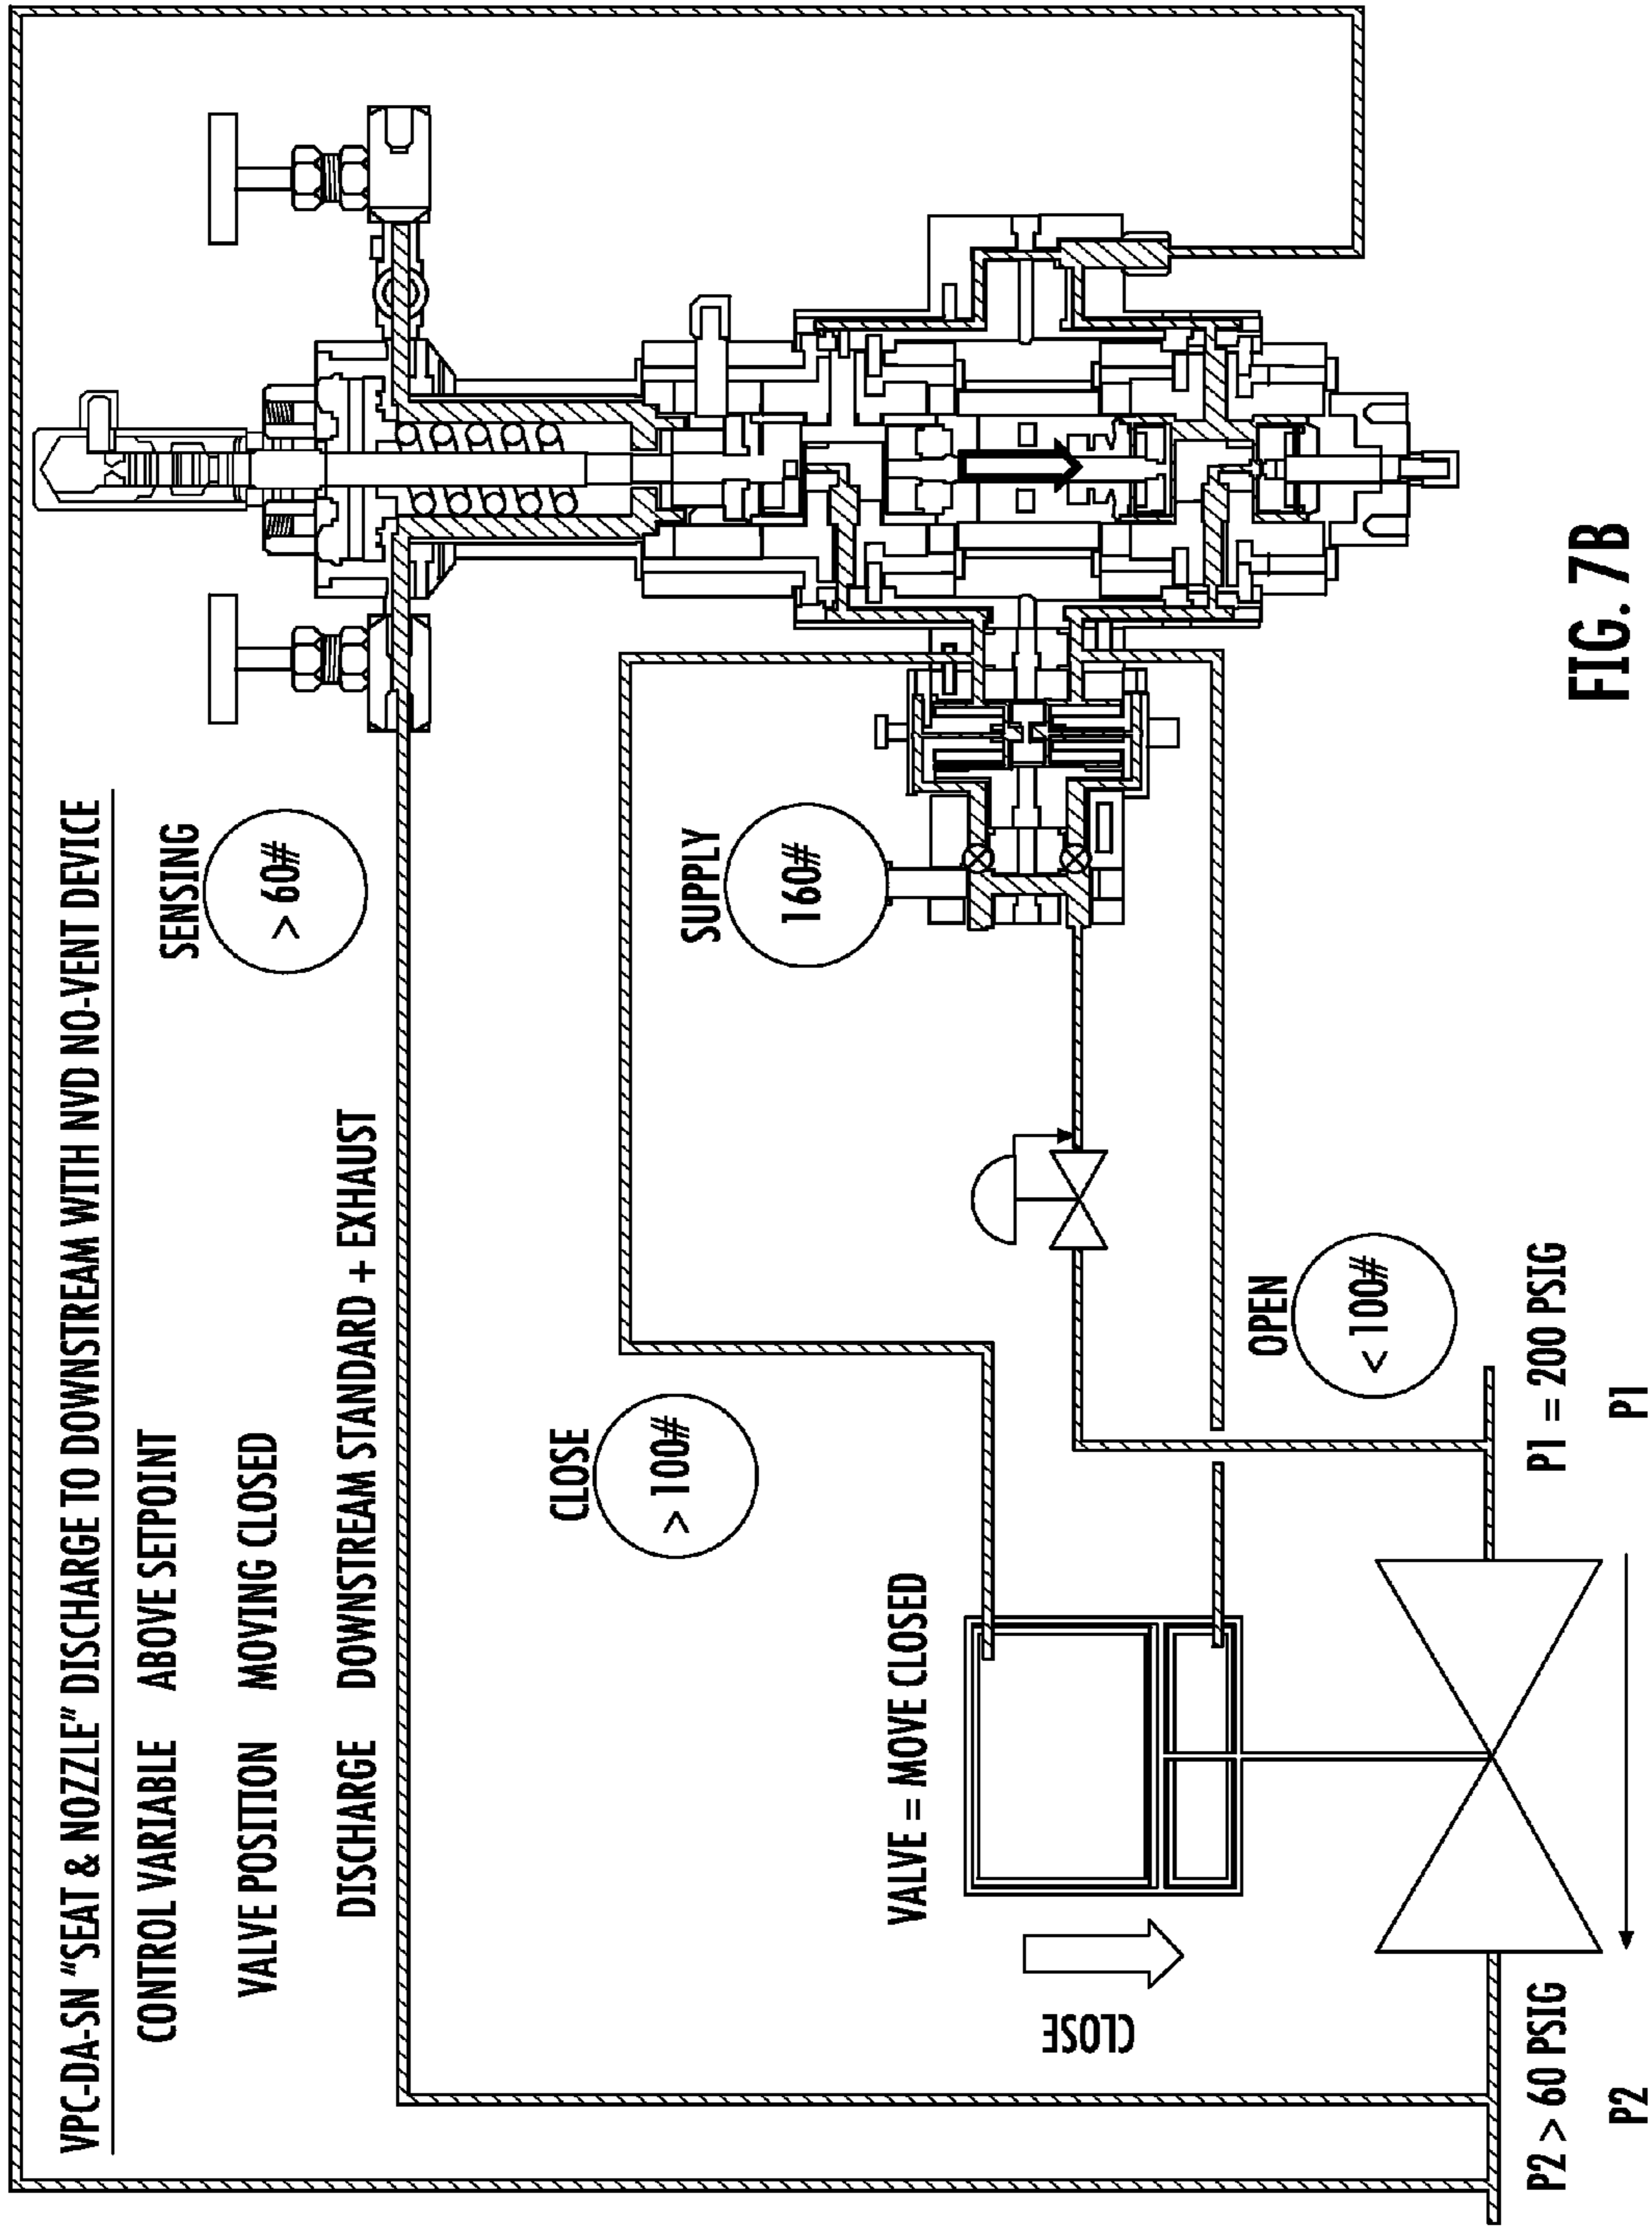 VPC-DA-SN "SEAT & NOZZLE" DISCHARGE TO DOWNSTREAM WITH NVD NO-VENT DEVICE
CONTROL VARIABLE ABOVE SETPOINT
VALVE POSITION MOVING CLOSED
DISCHARGE DOWNSTREAM STANDARD + EXHAUST
SENSING
> 60#
CLOSE
> 100#
SUPPLY
160#
VALVE = MOVE CLOSED
CLOSE
OPEN
< 100#
P2 > 60 PSIG
P1 = 200 PSIG
P2
P1
FIG. 7B